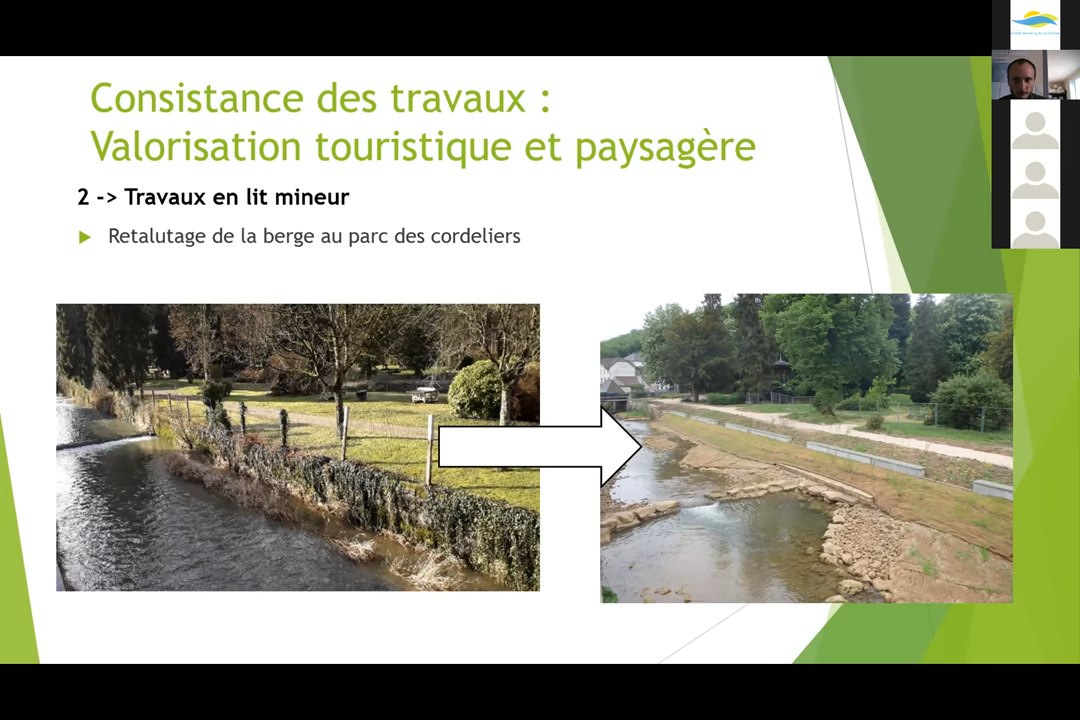 Consistance des travaux :
Valorisation touristique et paysagère
2 -> Travaux en lit mineur
Retalutage de la berge au parc des cordeliers